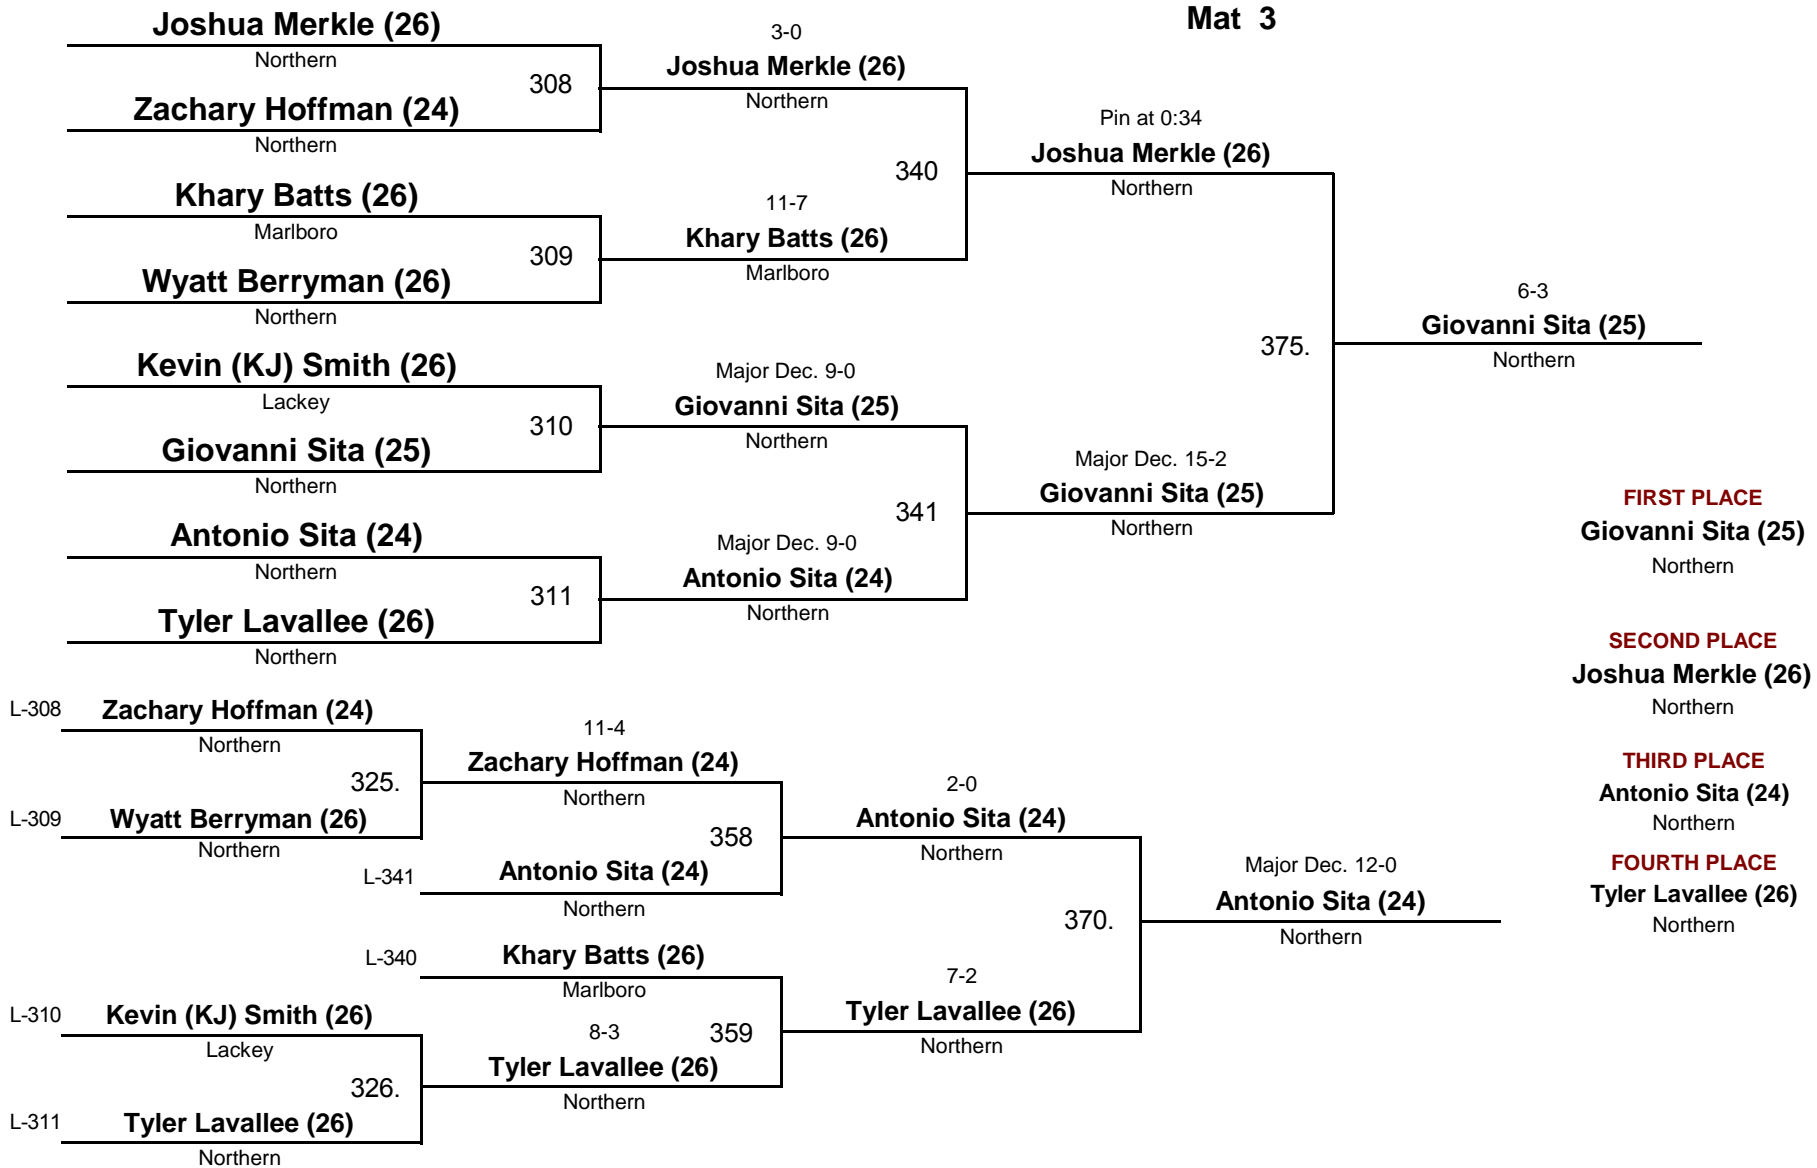 Mat 3
Joshua Merkle (26)
Northern
308
Zachary Hoffman (24)
Northern
Khary Batts (26)
Marlboro
309
Wyatt Berryman (26)
Northern
Kevin (KJ) Smith (26)
Lackey
310
Giovanni Sita (25)
Northern
Antonio Sita (24)
Northern
311
Tyler Lavallee (26)
Northern
3-0
Joshua Merkle (26)
Northern
340
11-7
Khary Batts (26)
Marlboro
Major Dec. 9-0
Giovanni Sita (25)
Northern
341
Major Dec. 9-0
Antonio Sita (24)
Northern
Pin at 0:34
Joshua Merkle (26)
Northern
375.
Major Dec. 15-2
Giovanni Sita (25)
Northern
6-3
Giovanni Sita (25)
Northern
FIRST PLACE
Giovanni Sita (25)
Northern
SECOND PLACE
Joshua Merkle (26)
Northern
THIRD PLACE
Antonio Sita (24)
Northern
FOURTH PLACE
Tyler Lavallee (26)
Northern
L-308 Zachary Hoffman (24)
Northern
325.
L-309 Wyatt Berryman (26)
Northern
11-4
Zachary Hoffman (24)
Northern
358
L-341 Antonio Sita (24)
Northern
L-340 Khary Batts (26)
Marlboro
359
L-310 Kevin (KJ) Smith (26)
Lackey
326.
L-311 Tyler Lavallee (26)
Northern
8-3
Tyler Lavallee (26)
Northern
2-0
Antonio Sita (24)
Northern
370.
7-2
Tyler Lavallee (26)
Northern
Major Dec. 12-0
Antonio Sita (24)
Northern